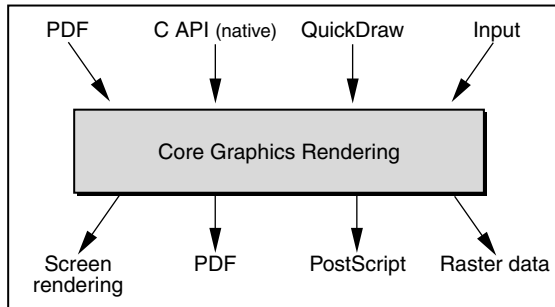 PDF
C API (native)
QuickDraw
Input
Core Graphics Rendering
Screen
rendering
PDF
PostScript
Raster data